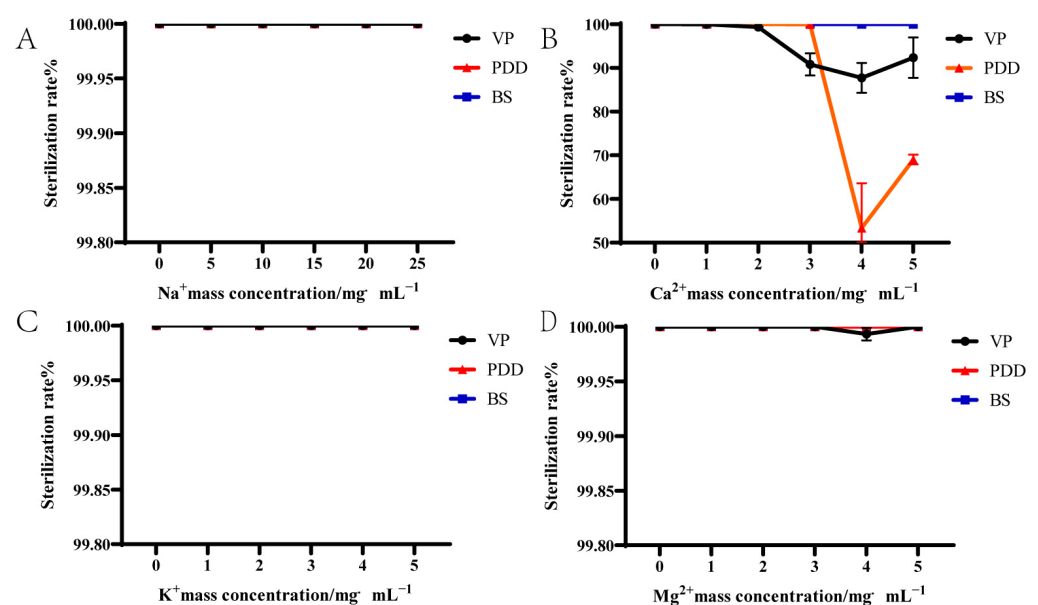 A
Sterilization rate%
100.00
99.95
99.90
99.85
99.80
0 5 10 15 20 25
Na⁺mass concentration/mg· mL⁻¹
VP
PDD
BS
B
Sterilization rate%
100
90
80
70
60
50
0 1 2 3 4 5
Ca²⁺mass concentration/mg· mL⁻¹
VP
PDD
BS
C
Sterilization rate%
100.00
99.95
99.90
99.85
99.80
0 1 2 3 4 5
K⁺mass concentration/mg· mL⁻¹
VP
PDD
BS
D
Sterilization rate%
100.00
99.95
99.90
99.85
99.80
0 1 2 3 4 5
Mg²⁺mass concentration/mg· mL⁻¹
VP
PDD
BS